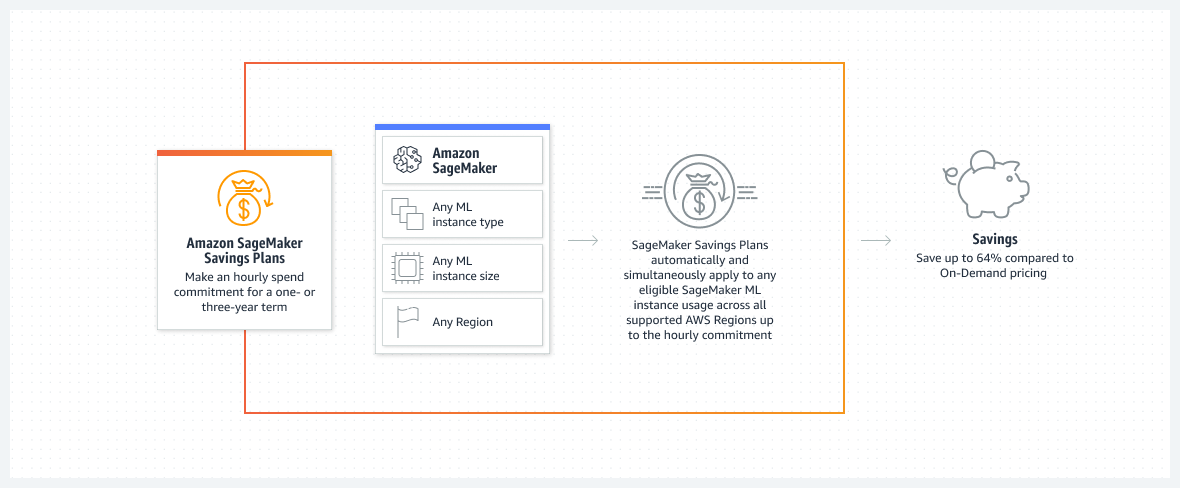 Amazon SageMaker
Savings Plans
Make an hourly spend
commitment for a one- or
three-year term
Amazon
SageMaker
Any ML
instance type
Any ML
instance size
Any Region
SageMaker Savings Plans
automatically and
simultaneously apply to any
eligible SageMaker ML
instance usage across all
supported AWS Regions up
to the hourly commitment
Savings
Save up to 64% compared to
On-Demand pricing